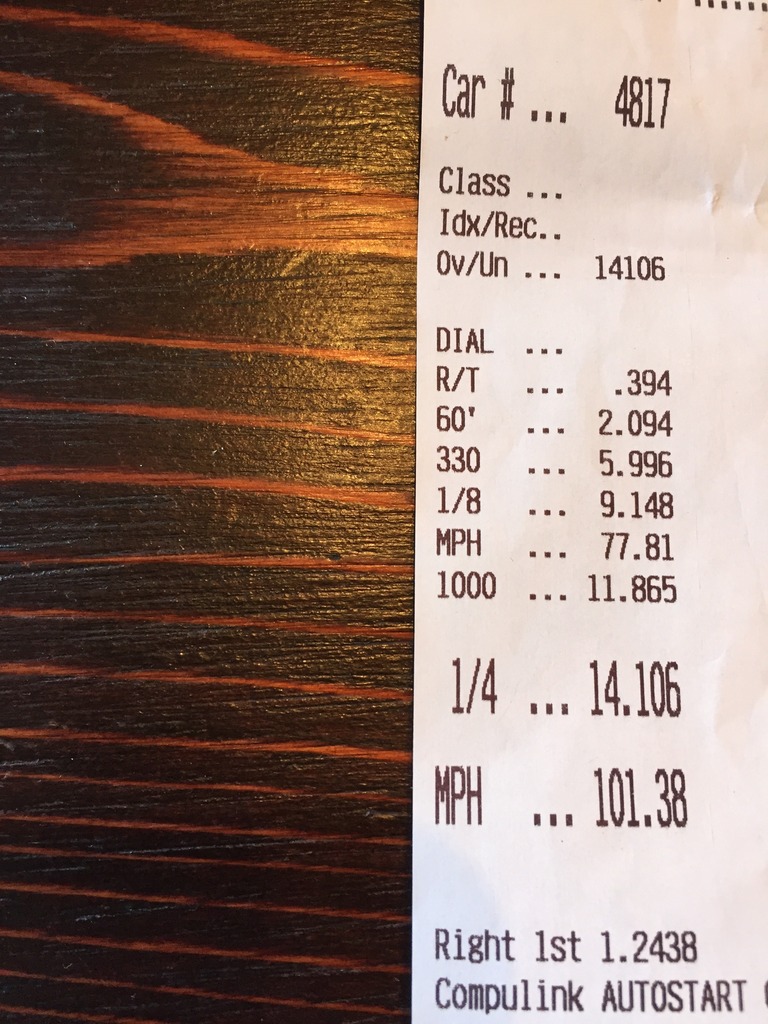 Car # ... 4817
Class ...
Idx/Rec..
Ov/Un ... 14106
DIAL ...
R/T ... .394
60' ... 2.094
330 ... 5.996
1/8 ... 9.148
MPH ... 77.81
1000 ... 11.865
1/4 ... 14.106
MPH ... 101.38
Right 1st 1.2438
Compulink AUTOSTART